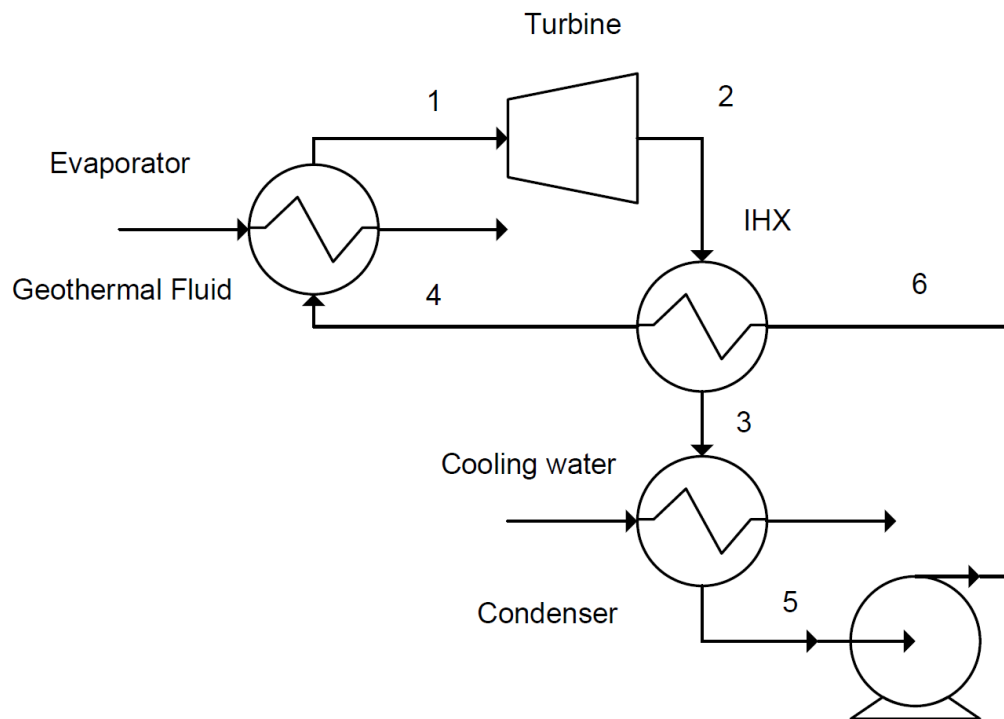 Turbine
1
2
Evaporator
IHX
Geothermal Fluid
4
6
3
Cooling water
Condenser
5